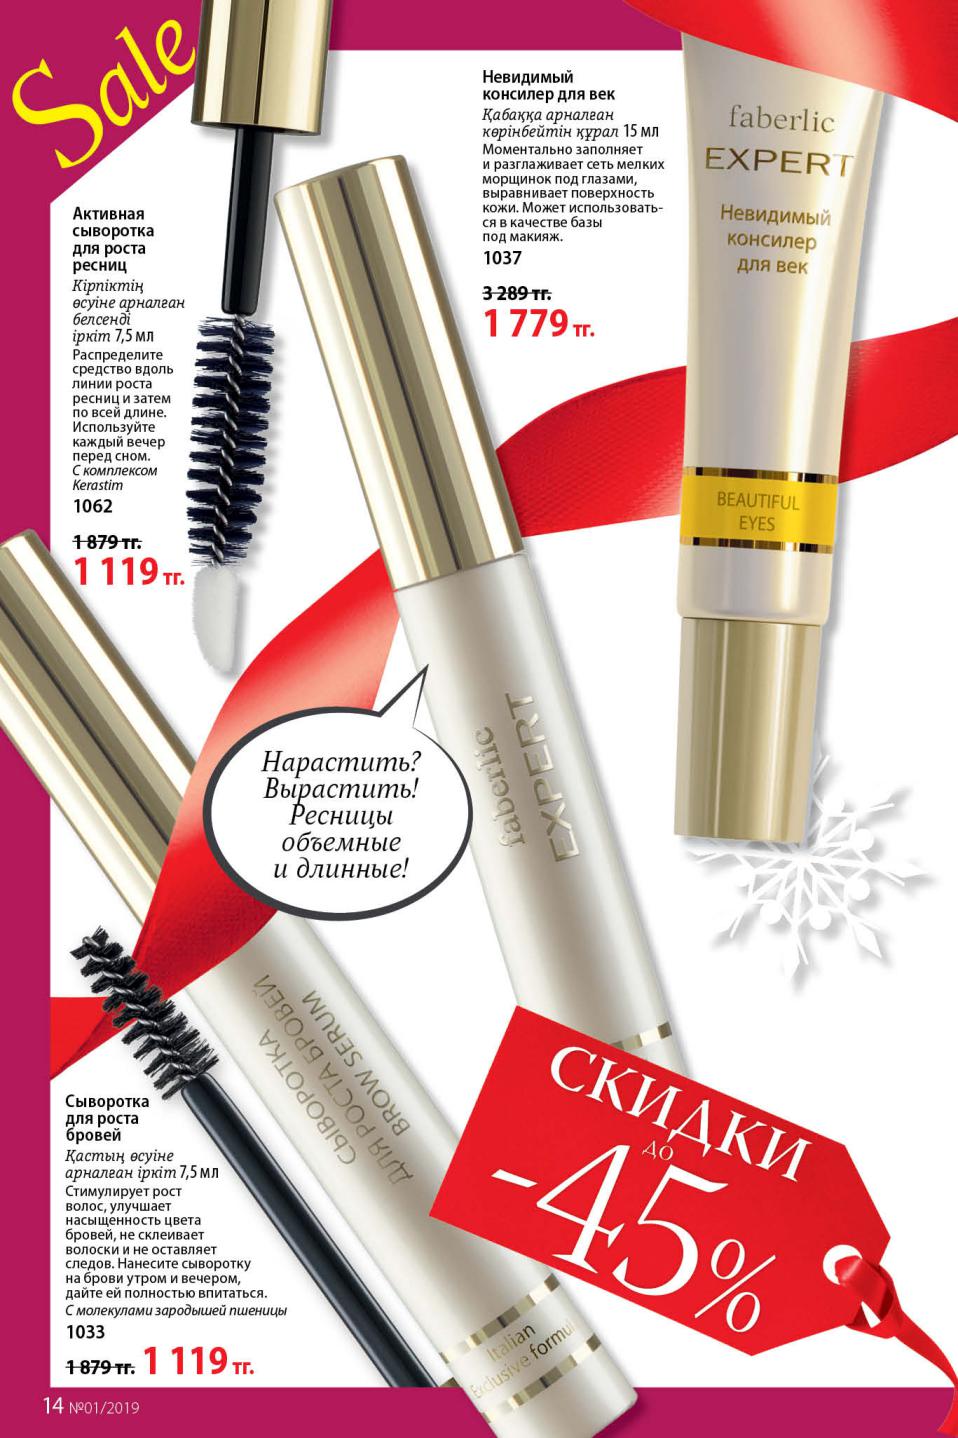 Sale
Невидимый
консилер для век
Қабаққа арналған
көрінбейтін құрал 15 мл
Моментально заполняет
и разглаживает сеть мелких
морщинок под глазами,
выравнивает поверхность
кожи. Может использовать-
ся в качестве базы
под макияж.
1037
3 289 тг.
1 779 тг.
faberlic
EXPERT
Невидимый
консилер
для век
BEAUTIFUL
EYES
Активная
сыворотка
для роста
ресниц
Кірпіктің
өсуіне арналған
белсенді
іркіт 7,5 мл
Распределите
средство вдоль
линии роста
ресниц и затем
по всей длине.
Используйте
каждый вечер
перед сном.
С комплексом
Kerastim
1062
1 879 тг.
1 119 тг.
Нарастить?
Вырастить!
Ресницы
объемные
и длинные!
faberlic
EXPERT
СЫВОРОТКА
ДЛЯ РОСТА БРОВЕЙ
BROW SERUM
Italian
Exclusive formula
СКИДКИ
ДО
-45%
Сыворотка
для роста
бровей
Қастың өсуіне
арналған іркіт 7,5 мл
Стимулирует рост
волос, улучшает
насыщенность цвета
бровей, не склеивает
волоски и не оставляет
следов. Нанесите сыворотку
на брови утром и вечером,
дайте ей полностью впитаться.
С молекулами зародышей пшеницы
1033
1 879 тг. 1 119 тг.
14 №01/2019